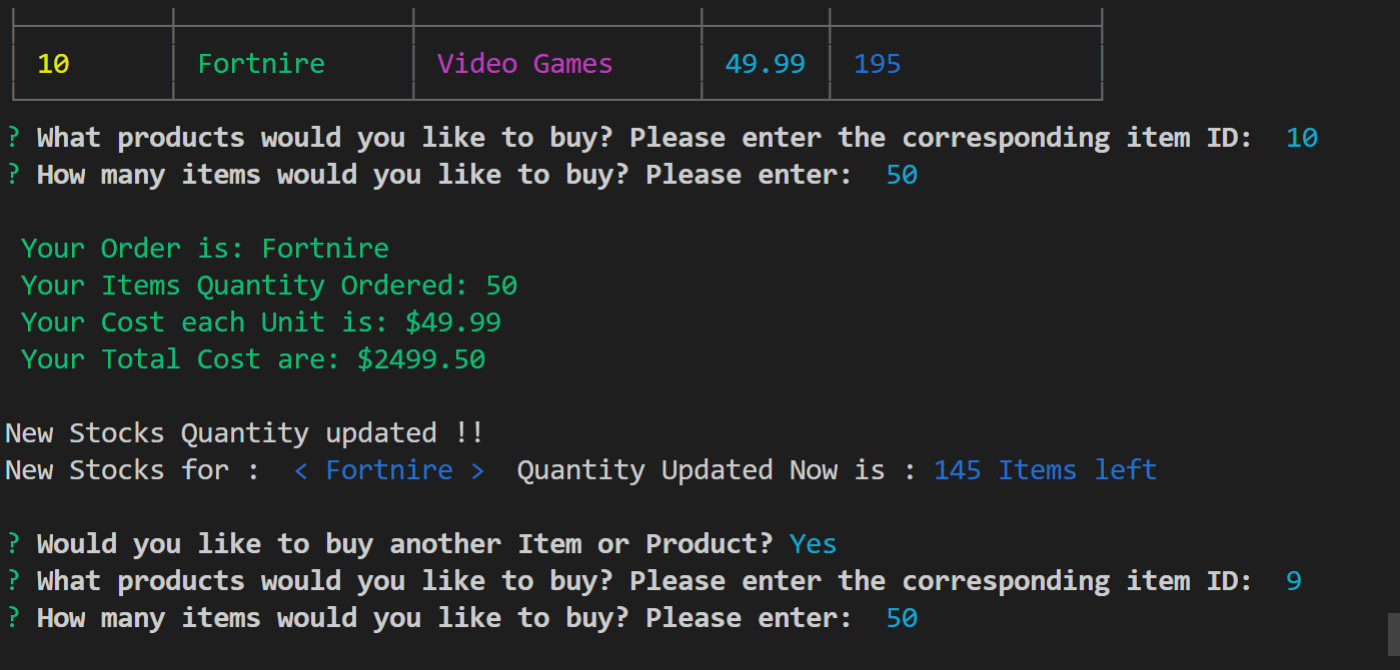 10 Fortnire Video Games 49.99 195
? What products would you like to buy? Please enter the corresponding item ID: 10
? How many items would you like to buy? Please enter: 50
Your Order is: Fortnire
Your Items Quantity Ordered: 50
Your Cost each Unit is: $49.99
Your Total Cost are: $2499.50
New Stocks Quantity updated !!
New Stocks for : < Fortnire > Quantity Updated Now is : 145 Items left
? Would you like to buy another Item or Product? Yes
? What products would you like to buy? Please enter the corresponding item ID: 9
? How many items would you like to buy? Please enter: 50